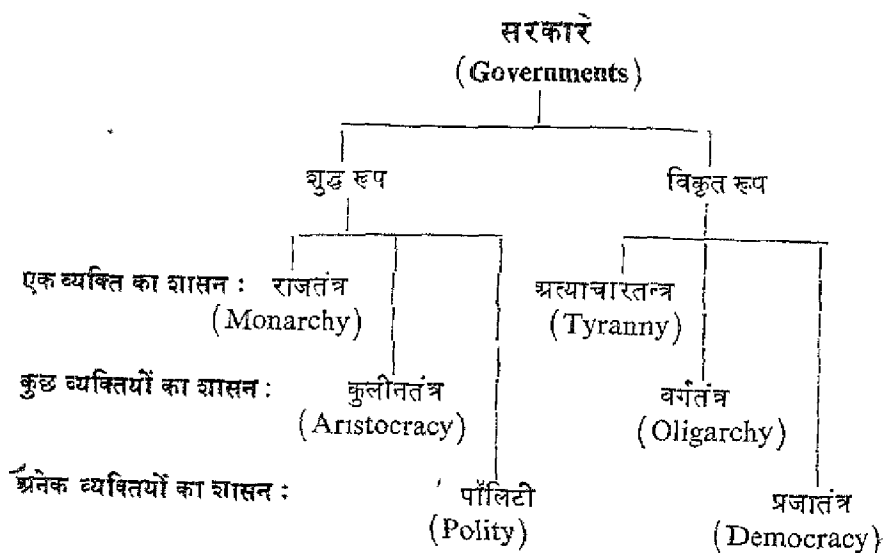 सरकारें
(Governments)
शुद्ध रूप विकृत रूप
एक व्यक्ति का शासन : राजतंत्र अत्याचारतन्त्र
(Monarchy) (Tyranny)
कुछ व्यक्तियों का शासन : कुलीनतंत्र वर्गतंत्र
(Aristocracy) (Oligarchy)
अनेक व्यक्तियों का शासन : पॉलिटी प्रजातंत्र
(Polity) (Democracy)